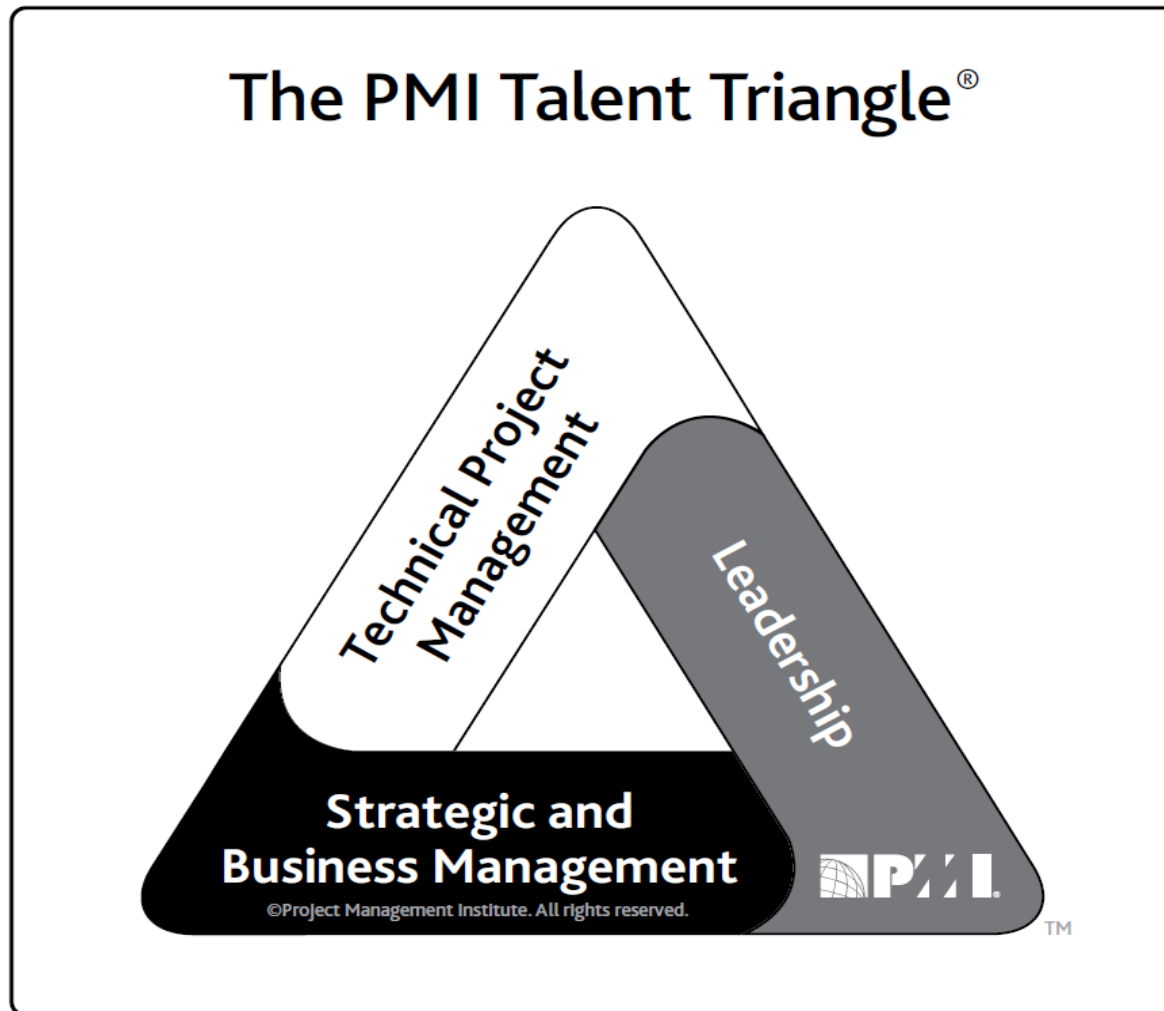 The PMI Talent Triangle®
Technical Project
Management
Leadership
Strategic and
Business Management
©Project Management Institute. All rights reserved.
PMI®
TM